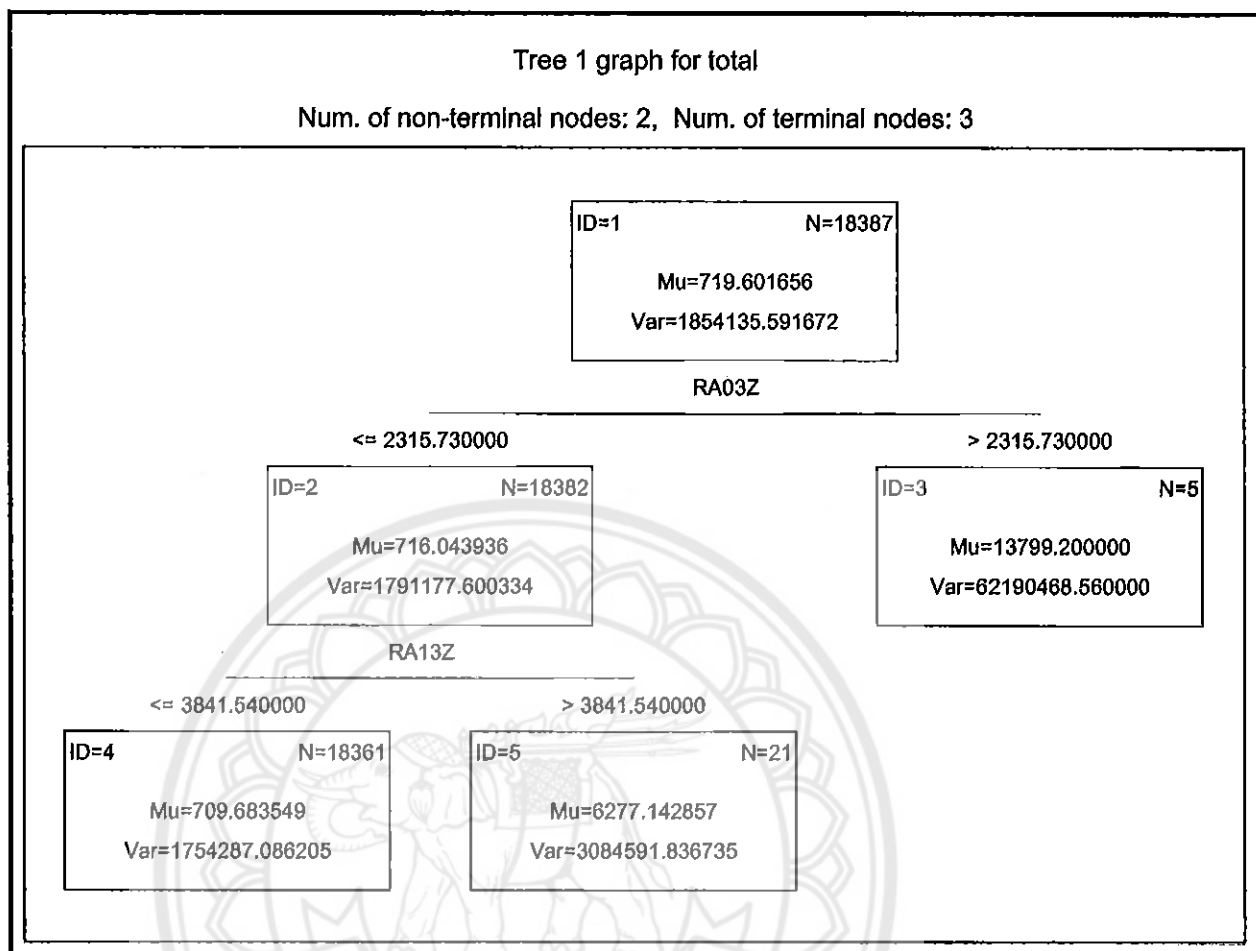 Tree 1 graph for total
Num. of non-terminal nodes: 2, Num. of terminal nodes: 3
ID=1 N=18387
Mu=719.601656
Var=1854135.591672
RA03Z
<= 2315.730000 > 2315.730000
ID=2 N=18382 ID=3 N=5
Mu=716.043936 Mu=13799.200000
Var=1791177.600334 Var=62190468.560000
RA13Z
<= 3841.540000 > 3841.540000
ID=4 N=18361 ID=5 N=21
Mu=709.683549 Mu=6277.142857
Var=1754287.086205 Var=3084591.836735